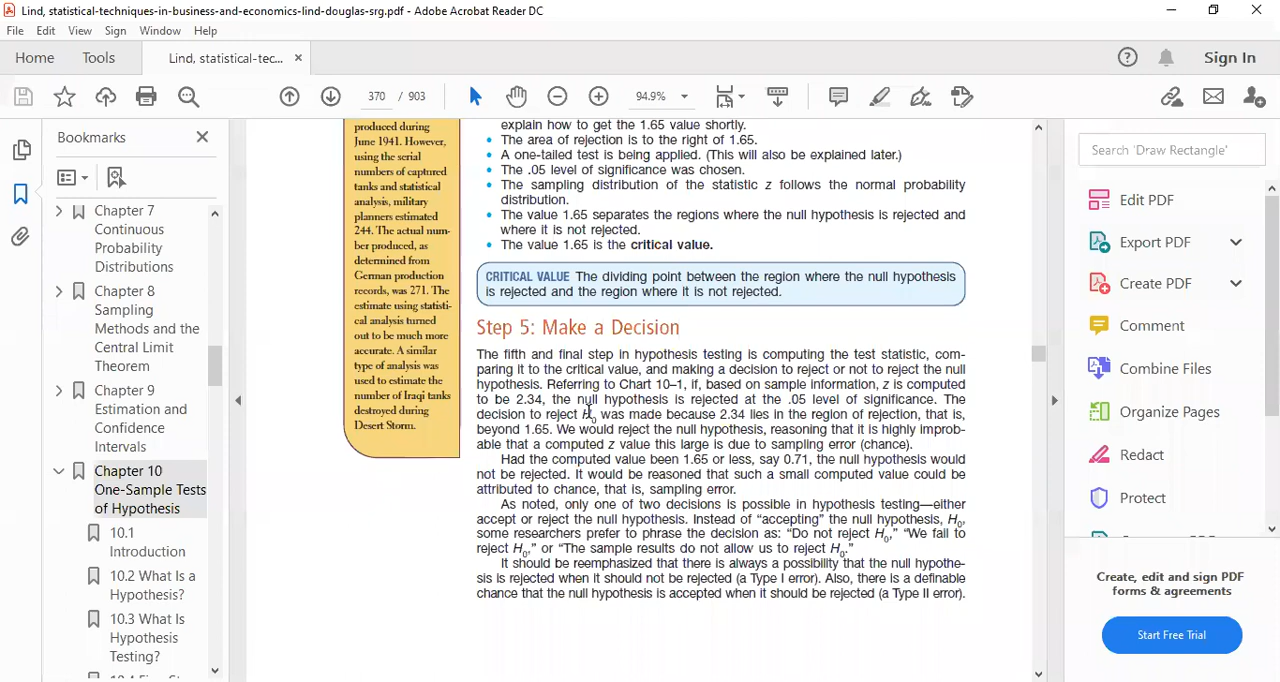 Lind, statistical-techniques-in-business-and-economics-lind-douglas-srg.pdf - Adobe Acrobat Reader DC
File Edit View Sign Window Help
Home Tools Lind, statistical-tec... ×
Sign In
370 / 903
94.9%
Bookmarks
Chapter 7
Continuous
Probability
Distributions
Chapter 8
Sampling
Methods and the
Central Limit
Theorem
Chapter 9
Estimation and
Confidence
Intervals
Chapter 10
One-Sample Tests
of Hypothesis
10.1
Introduction
10.2 What Is a
Hypothesis?
10.3 What Is
Hypothesis
Testing?
produced during
June 1941. However,
using the serial
numbers of captured
tanks and statistical
analysis, military
planners estimated
244. The actual num-
ber produced, as
determined from
German production
records, was 271. The
estimate using statisti-
cal analysis turned
out to be much more
accurate. A similar
type of analysis was
used to estimate the
number of Iraqi tanks
destroyed during
Desert Storm.
explain how to get the 1.65 value shortly.
• The area of rejection is to the right of 1.65.
• A one-tailed test is being applied. (This will also be explained later.)
• The .05 level of significance was chosen.
• The sampling distribution of the statistic z follows the normal probability
distribution.
• The value 1.65 separates the regions where the null hypothesis is rejected and
where it is not rejected.
• The value 1.65 is the critical value.
CRITICAL VALUE The dividing point between the region where the null hypothesis
is rejected and the region where it is not rejected.
Step 5: Make a Decision
The fifth and final step in hypothesis testing is computing the test statistic, com-
paring it to the critical value, and making a decision to reject or not to reject the null
hypothesis. Referring to Chart 10–1, if, based on sample information, z is computed
to be 2.34, the null hypothesis is rejected at the .05 level of significance. The
decision to reject H0 was made because 2.34 lies in the region of rejection, that is,
beyond 1.65. We would reject the null hypothesis, reasoning that it is highly improb-
able that a computed z value this large is due to sampling error (chance).
Had the computed value been 1.65 or less, say 0.71, the null hypothesis would
not be rejected. It would be reasoned that such a small computed value could be
attributed to chance, that is, sampling error.
As noted, only one of two decisions is possible in hypothesis testing—either
accept or reject the null hypothesis. Instead of “accepting” the null hypothesis, H0,
some researchers prefer to phrase the decision as: “Do not reject H0,” “We fail to
reject H0,” or “The sample results do not allow us to reject H0.”
It should be reemphasized that there is always a possibility that the null hypothe-
sis is rejected when it should not be rejected (a Type I error). Also, there is a definable
chance that the null hypothesis is accepted when it should be rejected (a Type II error).
Search 'Draw Rectangle'
Edit PDF
Export PDF
Create PDF
Comment
Combine Files
Organize Pages
Redact
Protect
Create, edit and sign PDF
forms & agreements
Start Free Trial